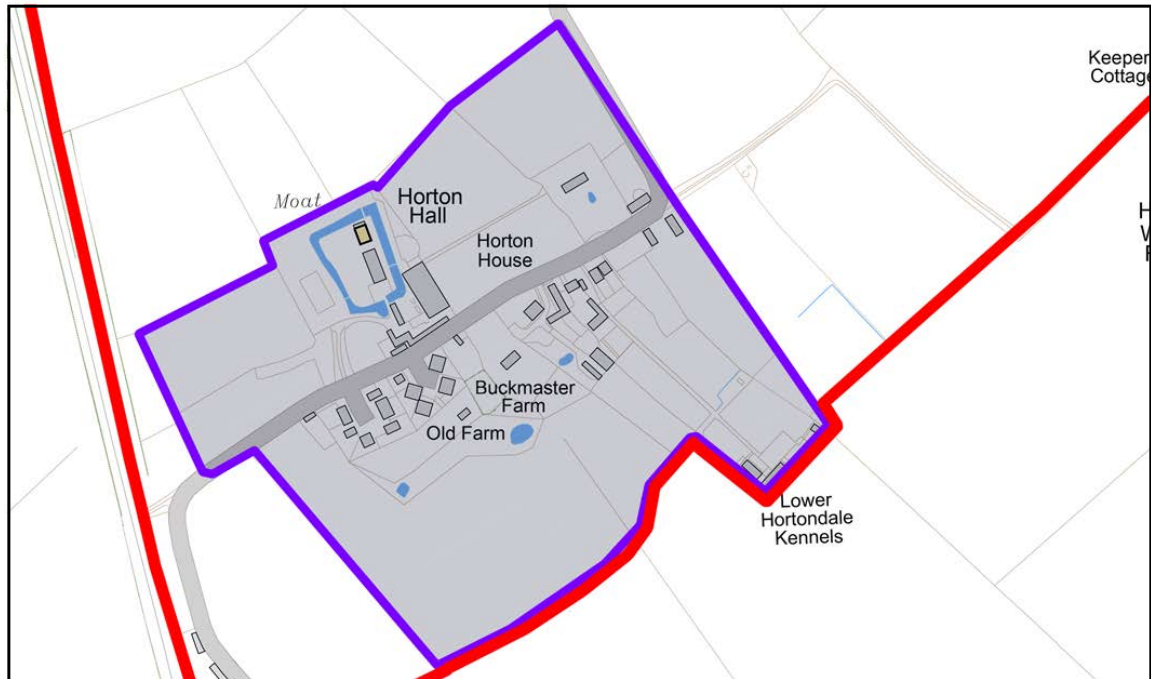 Keeper
Cottage
Moat
Horton
Hall
Horton
House
H
W
Buckmaster
Farm
Old Farm
Lower
Hortondale
Kennels